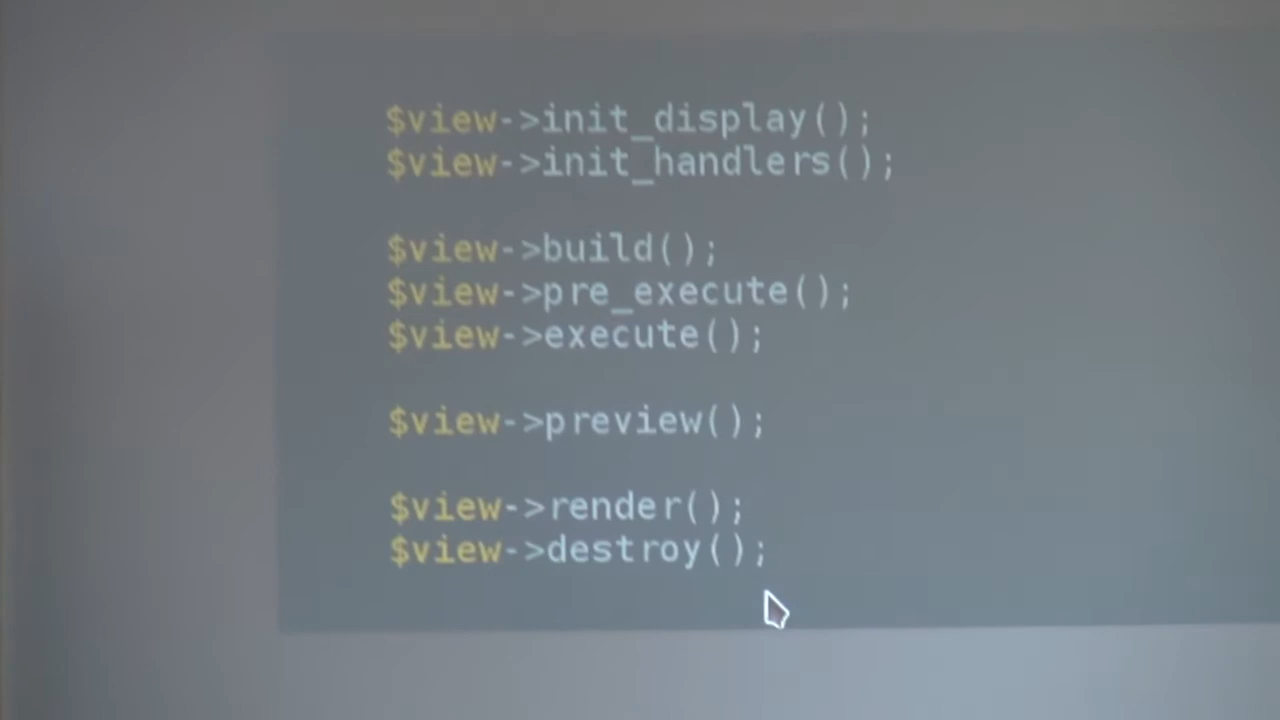 $view->init_display();
$view->init_handlers();
$view->build();
$view->pre_execute();
$view->execute();
$view->preview();
$view->render();
$view->destroy();